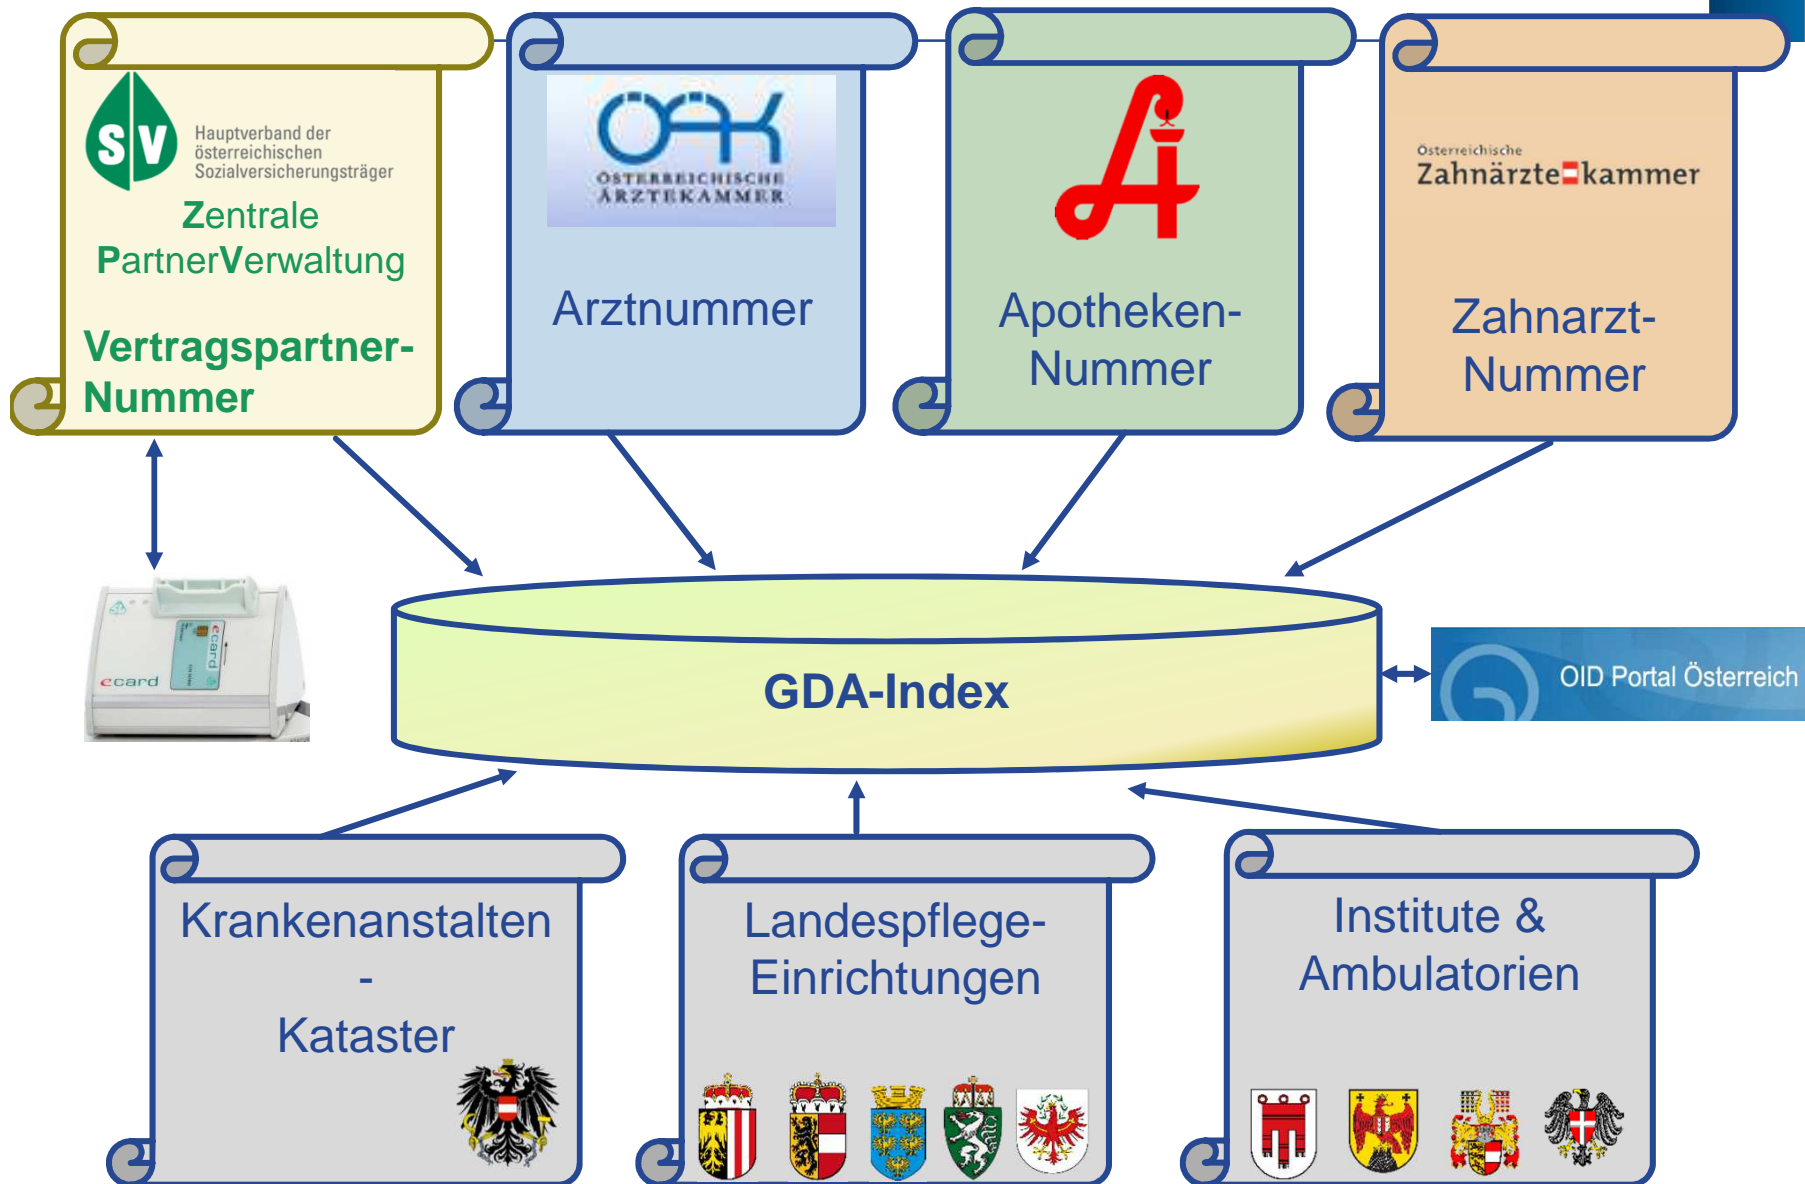 SV
Hauptverband der
österreichischen
Sozialversicherungsträger
Zentrale
PartnerVerwaltung
Vertragspartner-
Nummer
ÖÄK
ÖSTERREICHISCHE
ÄRZTEKAMMER
Arztnummer
Apotheken-
Nummer
Österreichische
Zahnärztekammer
Zahnarzt-
Nummer
ecard
ecard
GDA-Index
OID Portal Österreich
Krankenanstalten
-
Kataster
Landespflege-
Einrichtungen
Institute &
Ambulatorien